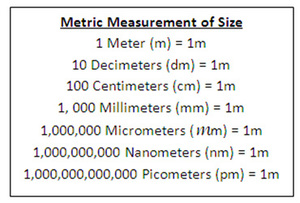 Metric Measurement of Size
1 Meter (m) = 1m
10 Decimeters (dm) = 1m
100 Centimeters (cm) = 1m
1, 000 Millimeters (mm) = 1m
1,000,000 Micrometers (𝑚m) = 1m
1,000,000,000 Nanometers (nm) = 1m
1,000,000,000,000 Picometers (pm) = 1m